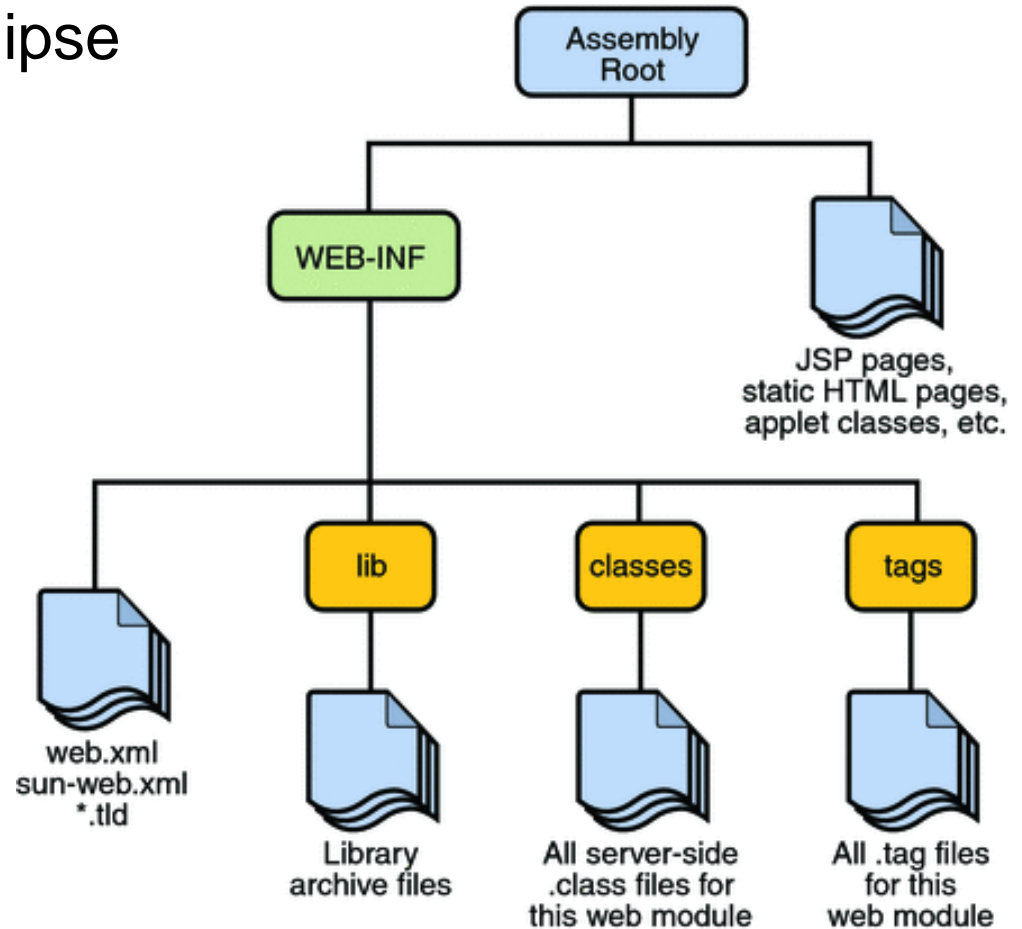 ipse
Assembly
Root
WEB-INF
JSP pages,
static HTML pages,
applet classes, etc.
lib
classes
tags
web.xml
sun-web.xml
*.tld
Library
archive files
All server-side
.class files for
this web module
All .tag files
for this
web module